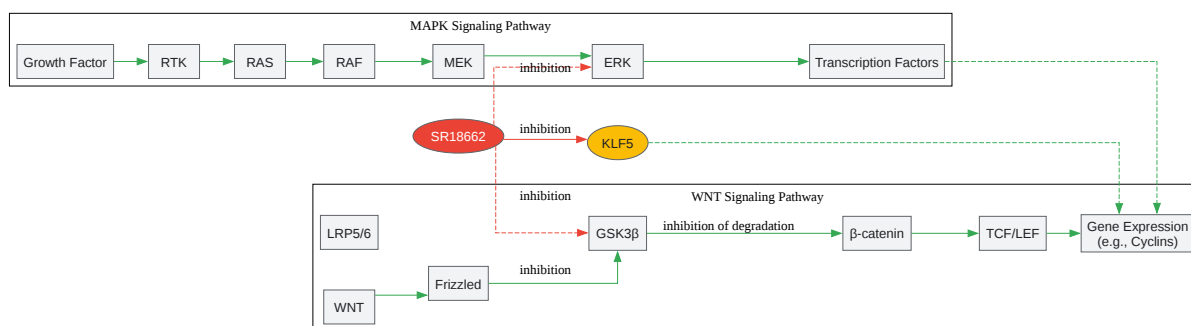 MAPK Signaling Pathway
Growth Factor
RTK
RAS
RAF
MEK
ERK
Transcription Factors
inhibition
SR18662
inhibition
KLF5
inhibition
WNT Signaling Pathway
LRP5/6
GSK3β
inhibition of degradation
β-catenin
TCF/LEF
Gene Expression
(e.g., Cyclins)
inhibition
Frizzled
WNT